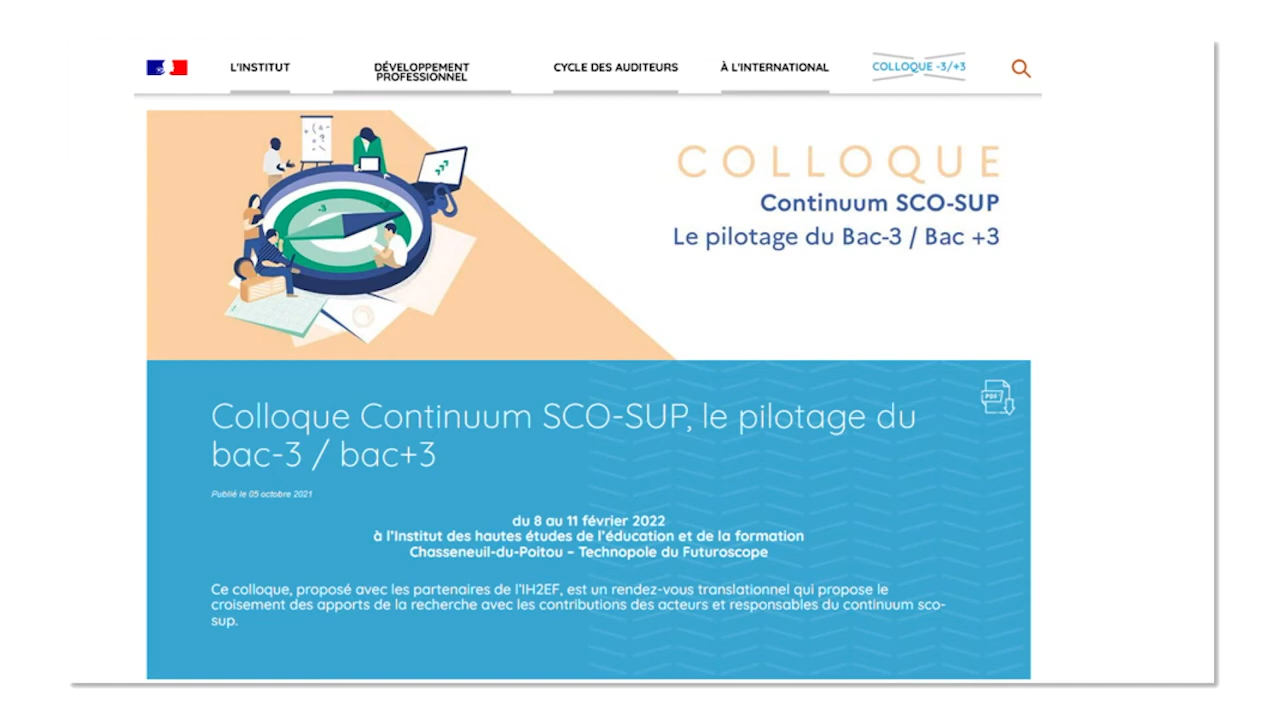 L'INSTITUT
DÉVELOPPEMENT
PROFESSIONNEL
CYCLE DES AUDITEURS
À L'INTERNATIONAL
COLLOQUE -3/+3
COLLOQUE
Continuum SCO-SUP
Le pilotage du Bac-3 / Bac +3
-3
PDF
Colloque Continuum SCO-SUP, le pilotage du
bac-3 / bac+3
Publié le 05 octobre 2021
du 8 au 11 février 2022
à l'Institut des hautes études de l'éducation et de la formation
Chasseneuil-du-Poitou – Technopole du Futuroscope
Ce colloque, proposé avec les partenaires de l'IH2EF, est un rendez-vous translationnel qui propose le
croisement des apports de la recherche avec les contributions des acteurs et responsables du continuum sco-
sup.